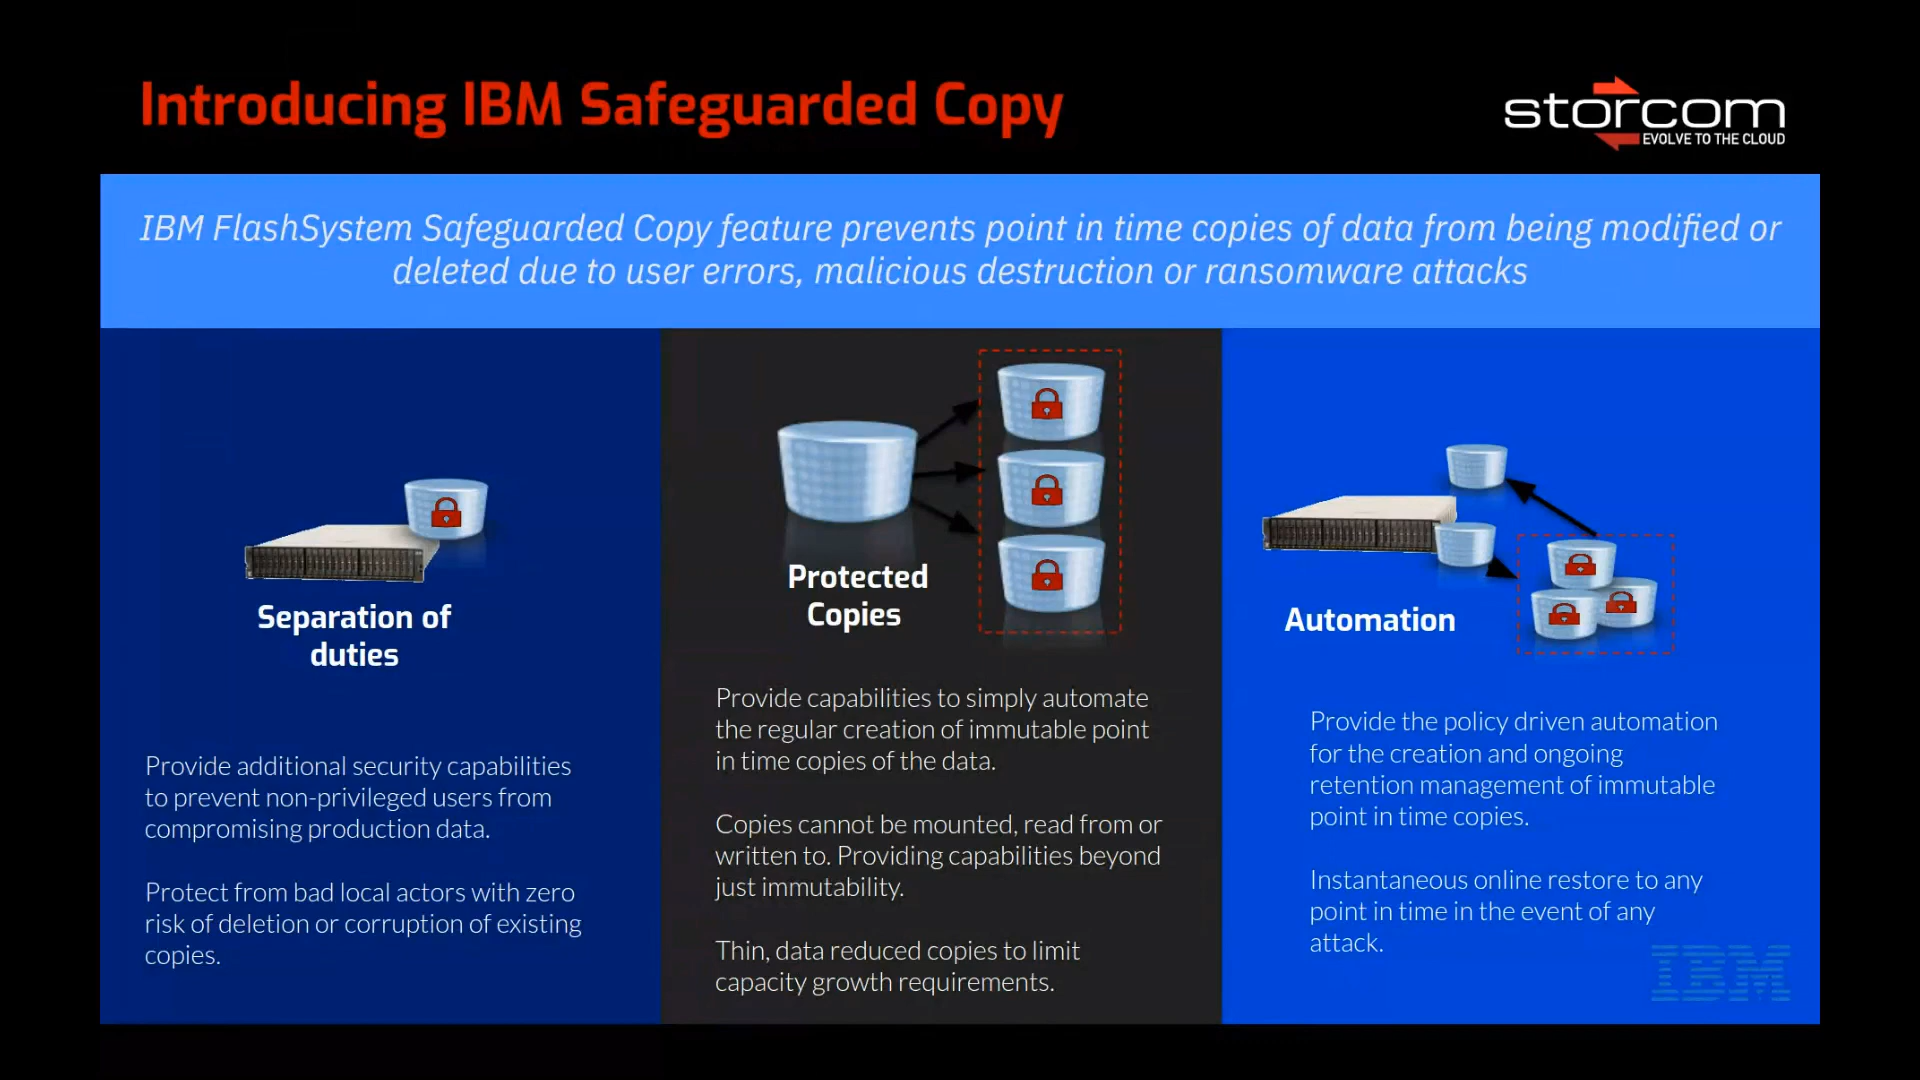 Introducing IBM Safeguarded Copy
storcom
EVOLVE TO THE CLOUD
IBM FlashSystem Safeguarded Copy feature prevents point in time copies of data from being modified or
deleted due to user errors, malicious destruction or ransomware attacks
Separation of
duties
Provide additional security capabilities
to prevent non-privileged users from
compromising production data.
Protect from bad local actors with zero
risk of deletion or corruption of existing
copies.
Protected
Copies
Provide capabilities to simply automate
the regular creation of immutable point
in time copies of the data.
Copies cannot be mounted, read from or
written to. Providing capabilities beyond
just immutability.
Thin, data reduced copies to limit
capacity growth requirements.
Automation
Provide the policy driven automation
for the creation and ongoing
retention management of immutable
point in time copies.
Instantaneous online restore to any
point in time in the event of any
attack.
IBM